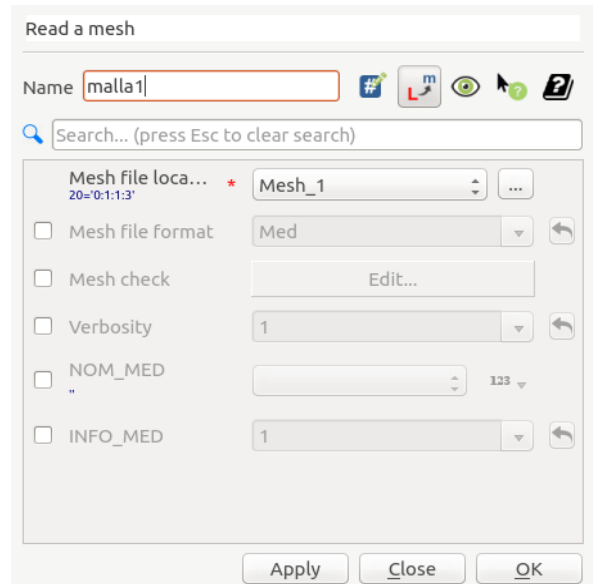 Read a mesh
Name malla1
Search... (press Esc to clear search)
Mesh file loca... * Mesh_1 ...
20='0:1:1:3'
Mesh file format Med
Mesh check Edit...
Verbosity 1
NOM_MED 123
''
INFO_MED 1
Apply Close OK